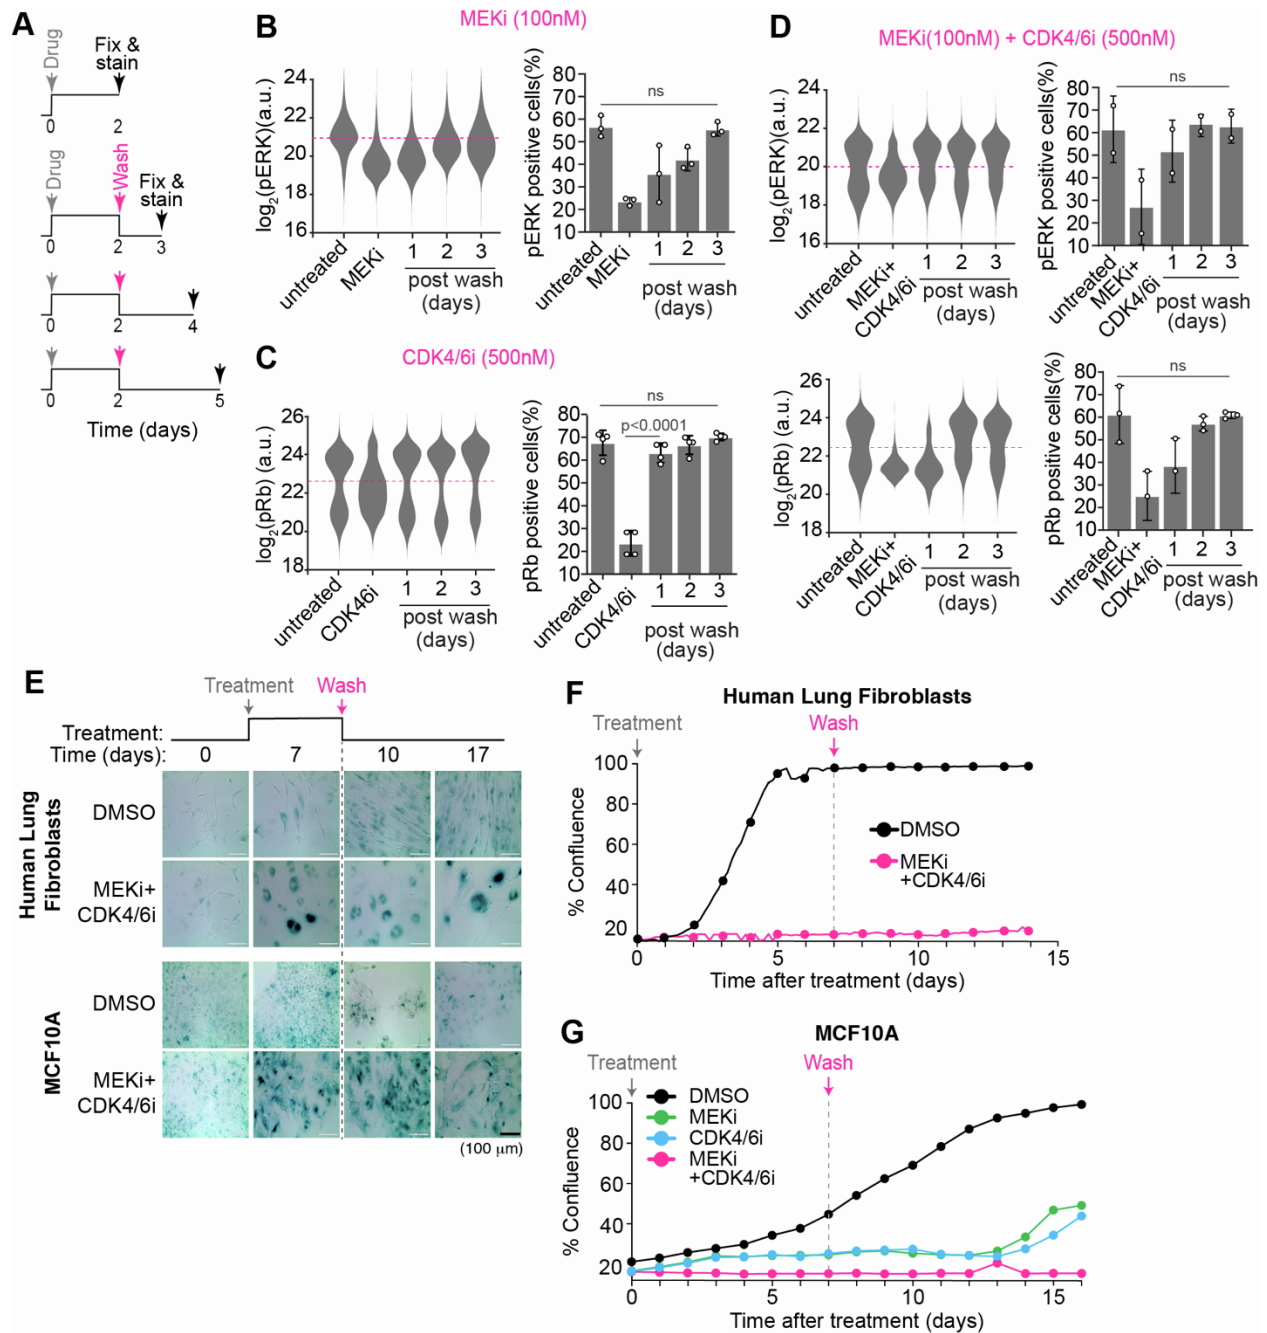 A
Drug
Fix &
stain
0
2
Drug
Wash
Fix &
stain
0
2
3
0
2
4
0
2
5
Time (days)
B
MEKi (100nM)
log2(pERK)(a.u.)
24
22
20
18
16
untreated
MEKi
1
2
3
post wash
(days)
pERK positive cells(%)
80
70
60
50
40
30
20
10
ns
untreated
MEKi
1
2
3
post wash
(days)
C
CDK4/6i (500nM)
log2(pRb) (a.u.)
26
24
22
20
18
untreated
CDK46i
1
2
3
post wash
(days)
pRb positive cells(%)
80
70
60
50
40
30
20
10
ns
p<0.0001
untreated
CDK4/6i
1
2
3
post wash
(days)
D
MEKi(100nM) + CDK4/6i (500nM)
log2(pERK)(a.u.)
24
22
20
18
16
untreated
MEKi+
CDK4/6i
1
2
3
post wash
(days)
pERK positive cells(%)
80
70
60
50
40
30
20
10
ns
untreated
MEKi+
CDK4/6i
1
2
3
post wash
(days)
log2(pRb) (a.u.)
26
24
22
20
18
untreated
MEKi+
CDK4/6i
1
2
3
post wash
(days)
pRb positive cells(%)
80
70
60
50
40
30
20
10
ns
untreated
MEKi+
CDK4/6i
1
2
3
post wash
(days)
E
Treatment
Wash
Treatment:
Time (days):
0
7
10
17
Human Lung
Fibroblasts
DMSO
MEKi+
CDK4/6i
MCF10A
DMSO
MEKi+
CDK4/6i
(100 μm)
F
Human Lung Fibroblasts
Treatment
Wash
% Confluence
100
80
60
40
20
DMSO
MEKi
+CDK4/6i
0
5
10
15
Time after treatment (days)
G
MCF10A
Treatment
Wash
% Confluence
100
80
60
40
20
DMSO
MEKi
CDK4/6i
MEKi
+CDK4/6i
0
5
10
15
Time after treatment (days)